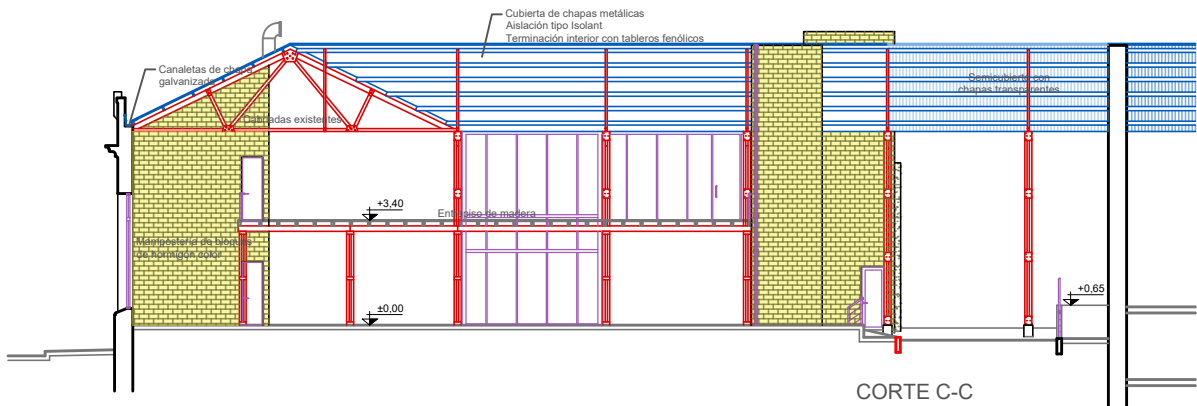 Cubierta de chapas metálicas
Aislación tipo Isolant
Terminación interior con tableros fenólicos
Canaletas de chapa
galvanizada
Semicubierto con
chapas transparentes
Cabriadas existentes
+3,40
Entrepiso de madera
Mampostería de bloques
de hormigón color
±0,00
+0,65
CORTE C-C